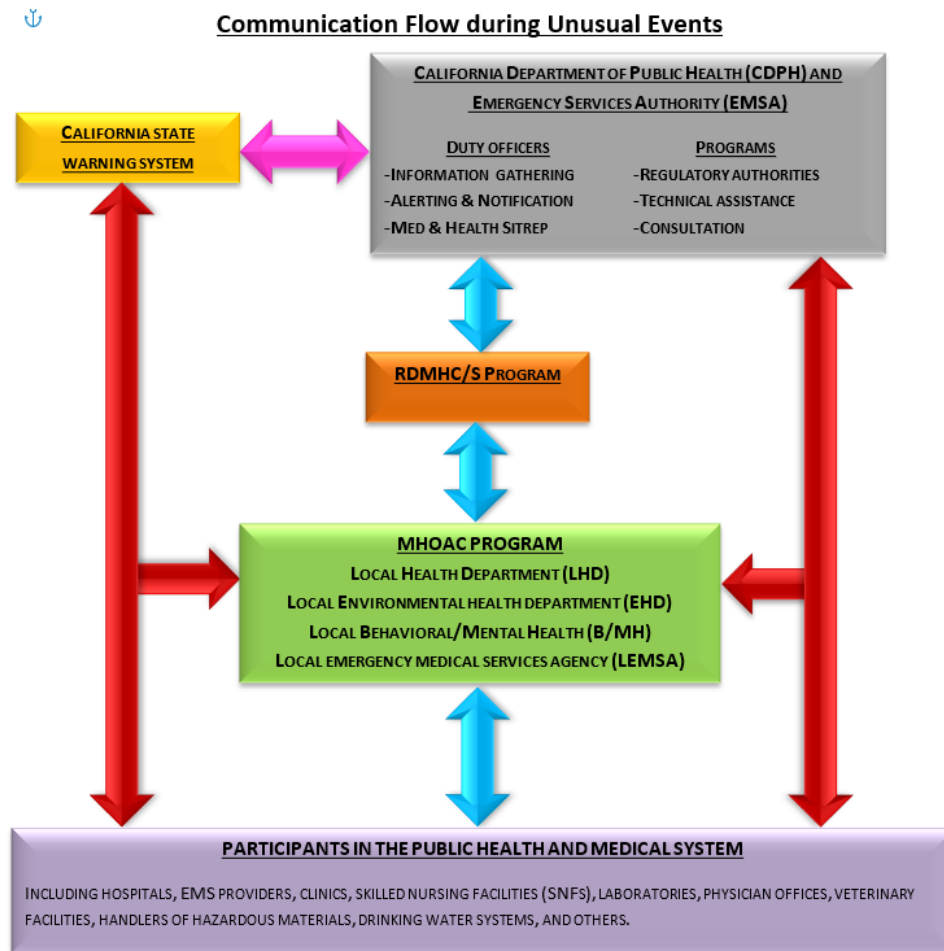 Communication Flow during Unusual Events
California Department of Public Health (CDPH) and
Emergency Services Authority (EMSA)
Duty officers
-Information gathering
-Alerting & Notification
-Med & Health Sitrep
Programs
-Regulatory authorities
-Technical assistance
-Consultation
California state
warning system
RDMHC/S Program
MHOAC PROGRAM
Local Health Department (LHD)
Local Environmental health department (EHD)
Local Behavioral/Mental Health (B/MH)
Local emergency medical services agency (LEMSA)
PARTICIPANTS IN THE PUBLIC HEALTH AND MEDICAL SYSTEM
Including hospitals, EMS providers, clinics, skilled nursing facilities (SNFs), laboratories, physician offices, veterinary
facilities, handlers of hazardous materials, drinking water systems, and others.